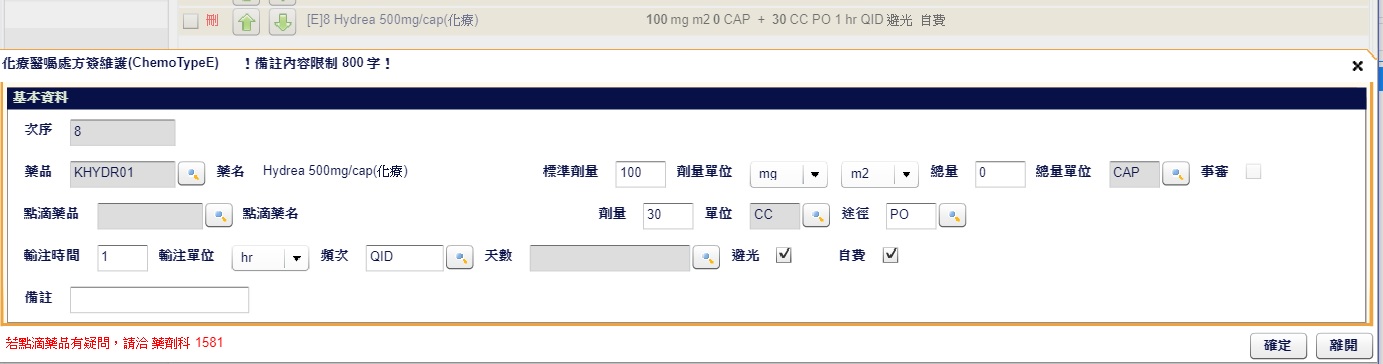 刪 [E]8 Hydrea 500mg/cap(化療) 100 mg m2 0 CAP + 30 CC PO 1 hr QID 避光 自費
化療醫囑處方簽維護(ChemoTypeE) ！備註內容限制 800 字！
基本資料
次序 8
藥品 KHYDR01 藥名 Hydrea 500mg/cap(化療) 標準劑量 100 劑量單位 mg m2 總量 0 總量單位 CAP 事審
點滴藥品 點滴藥名 劑量 30 單位 CC 途徑 PO
輸注時間 1 輸注單位 hr 頻次 QID 天數 避光 自費
備註
若點滴藥品有疑問，請洽 藥劑科 1581
確定 離開